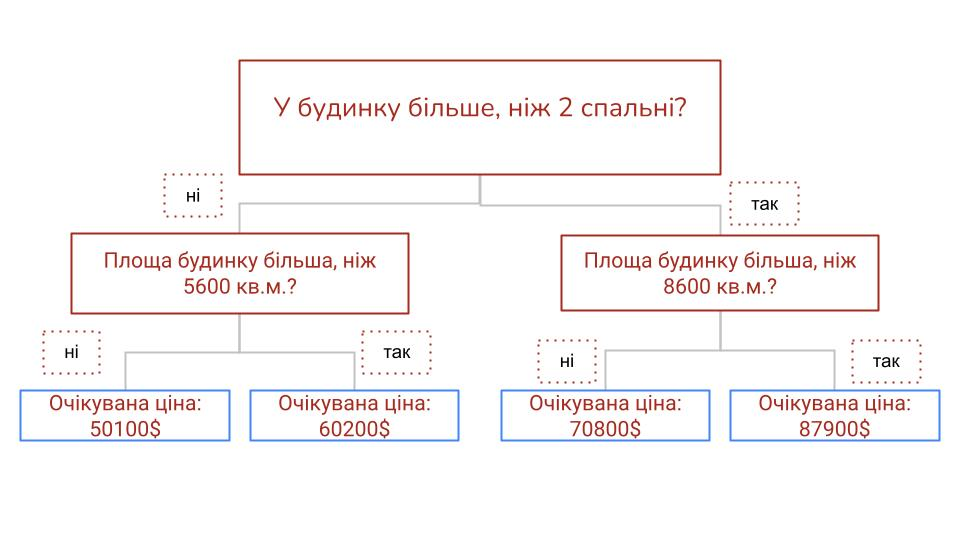 У будинку більше, ніж 2 спальні?
ні
так
Площа будинку більша, ніж
5600 кв.м.?
Площа будинку більша, ніж
8600 кв.м.?
ні
так
ні
так
Очікувана ціна:
50100$
Очікувана ціна:
60200$
Очікувана ціна:
70800$
Очікувана ціна:
87900$